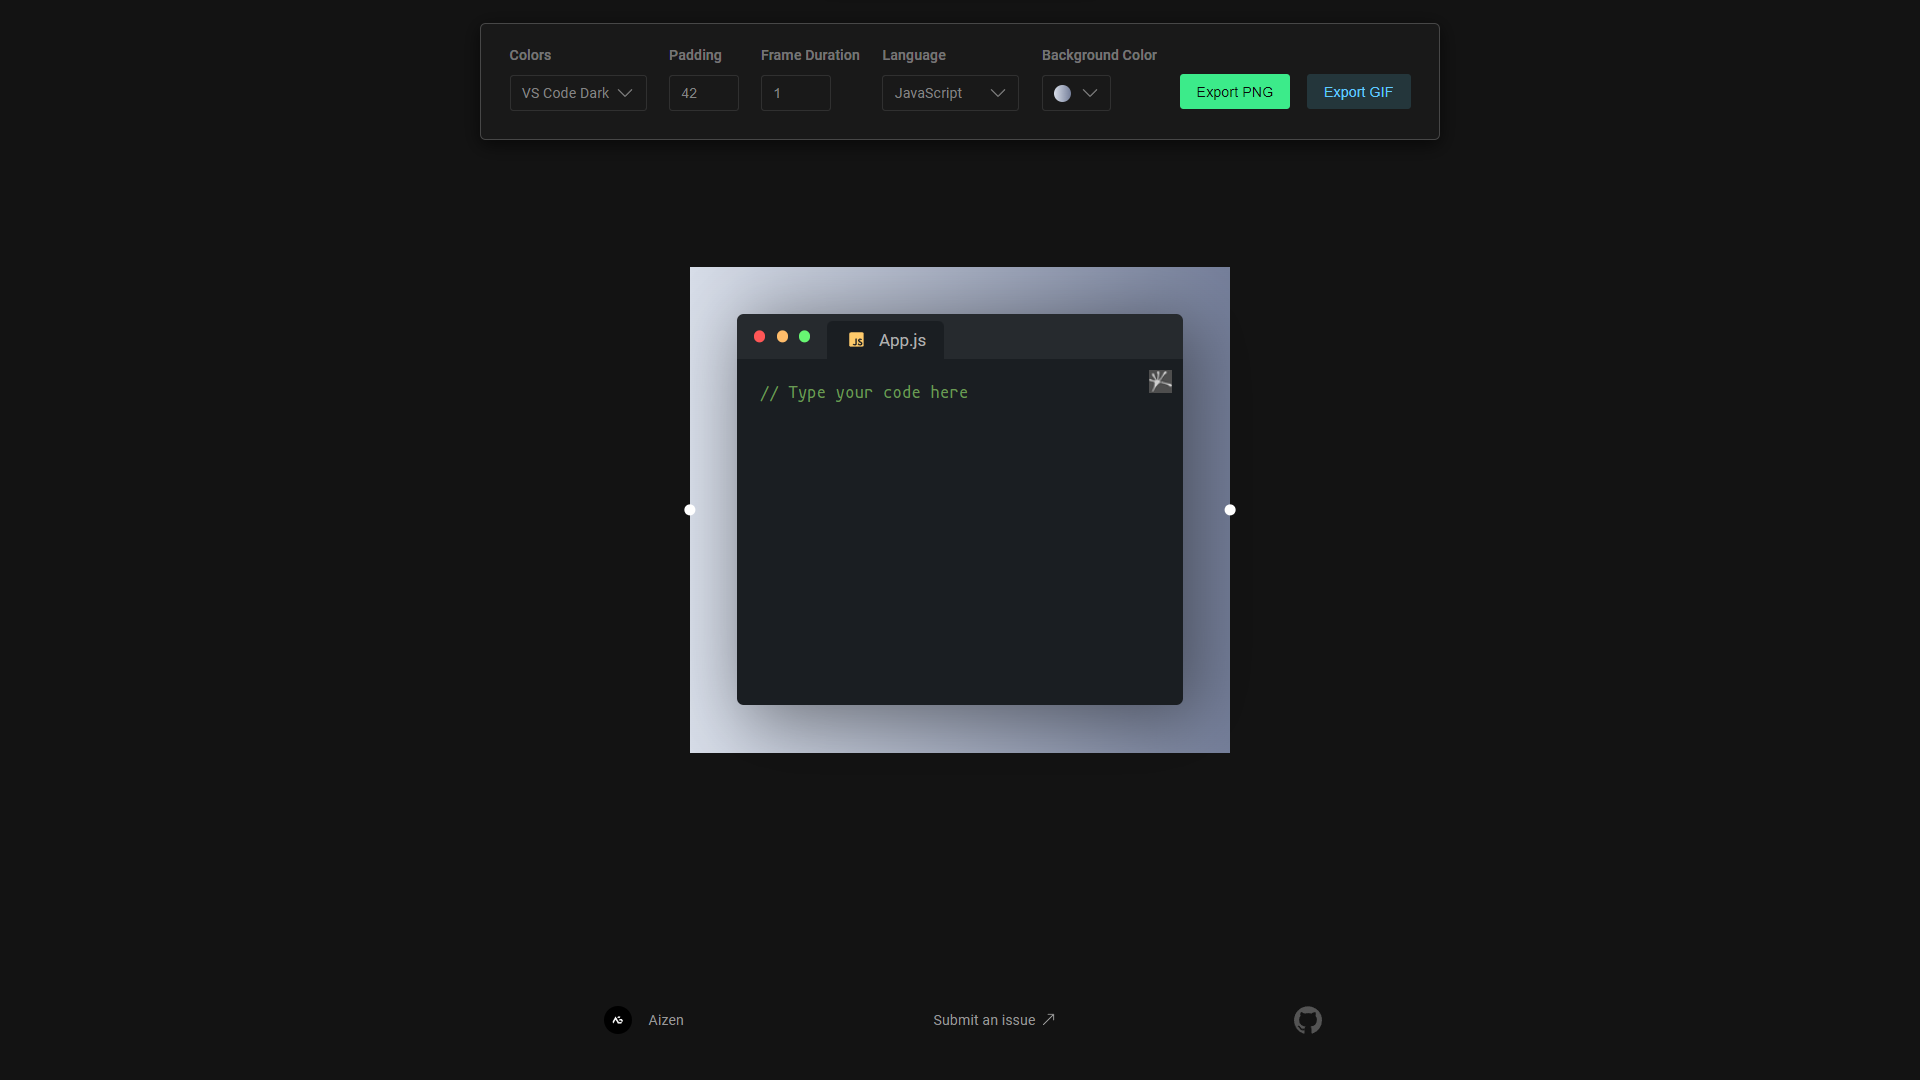 Colors Padding Frame Duration Language Background Color
VS Code Dark 42 1 JavaScript Export PNG Export GIF
JS App.js
// Type your code here
Aizen Submit an issue